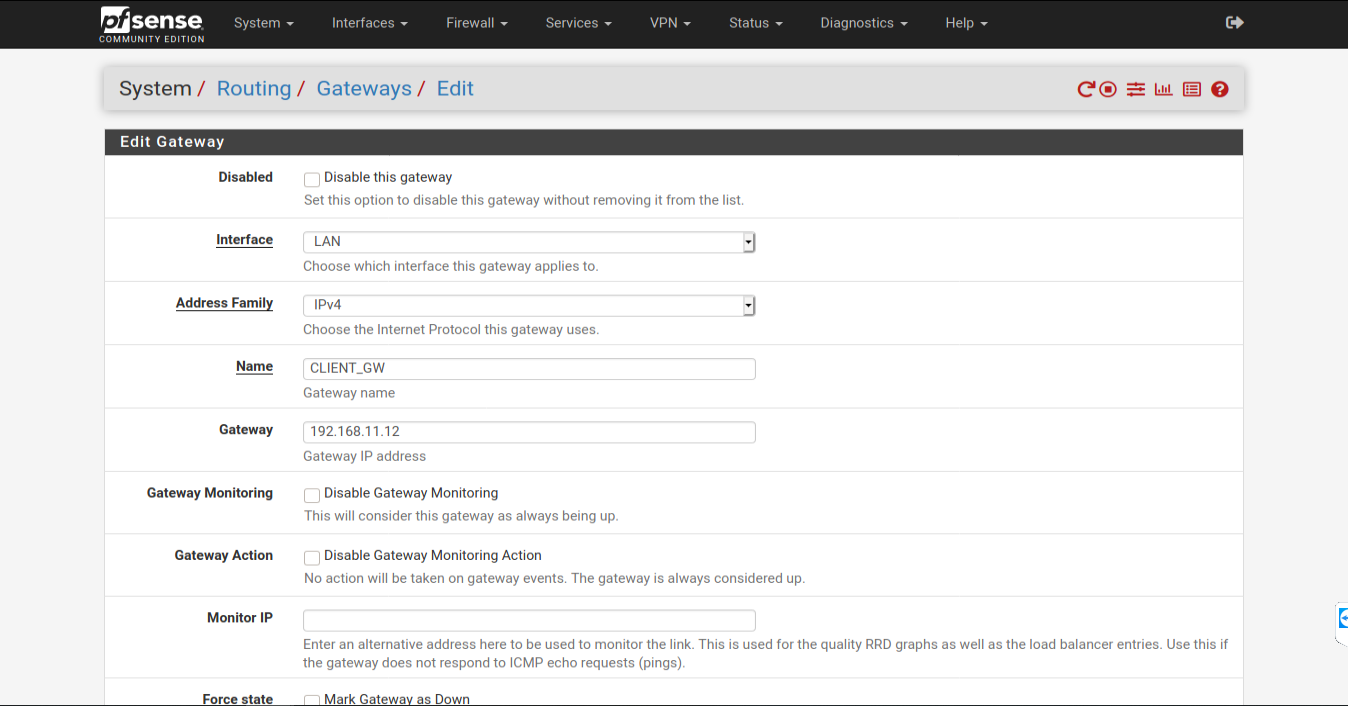 pfsense
COMMUNITY EDITION
System Interfaces Firewall Services VPN Status Diagnostics Help
System / Routing / Gateways / Edit
Edit Gateway
Disabled Disable this gateway
Set this option to disable this gateway without removing it from the list.
Interface LAN
Choose which interface this gateway applies to.
Address Family IPv4
Choose the Internet Protocol this gateway uses.
Name CLIENT_GW
Gateway name
Gateway 192.168.11.12
Gateway IP address
Gateway Monitoring Disable Gateway Monitoring
This will consider this gateway as always being up.
Gateway Action Disable Gateway Monitoring Action
No action will be taken on gateway events. The gateway is always considered up.
Monitor IP
Enter an alternative address here to be used to monitor the link. This is used for the quality RRD graphs as well as the load balancer entries. Use this if
the gateway does not respond to ICMP echo requests (pings).
Force state Mark Gateway as Down